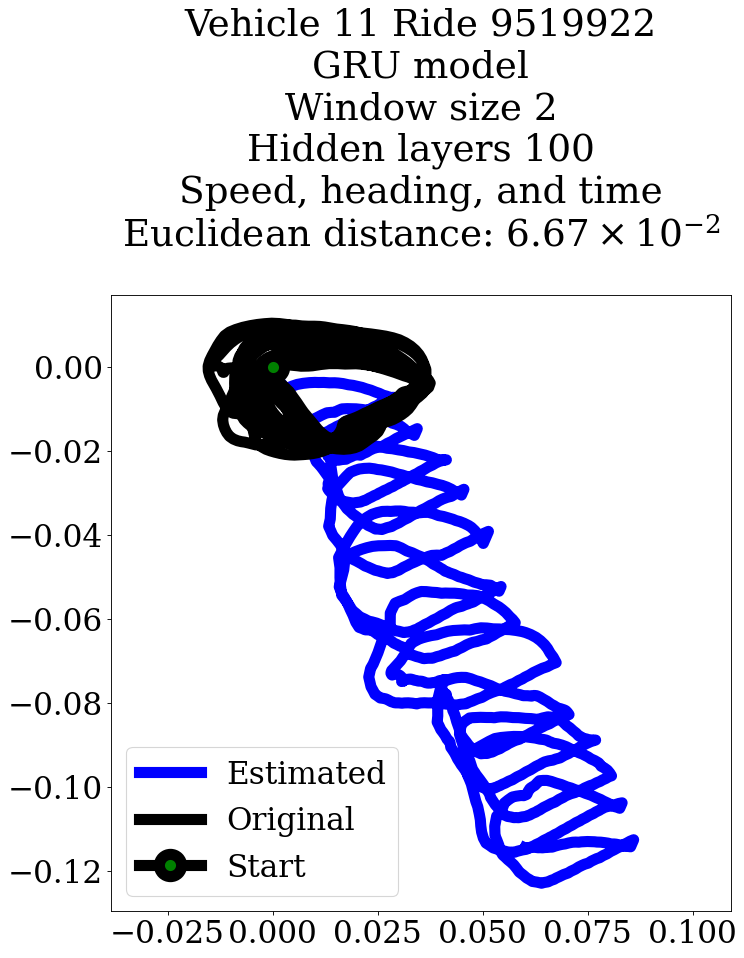 Vehicle 11 Ride 9519922
GRU model
Window size 2
Hidden layers 100
Speed, heading, and time
Euclidean distance: 6.67 × 10⁻²
0.00
−0.02
−0.04
−0.06
−0.08
−0.10
−0.12
Estimated
Original
Start
−0.025 0.000 0.025 0.050 0.075 0.100